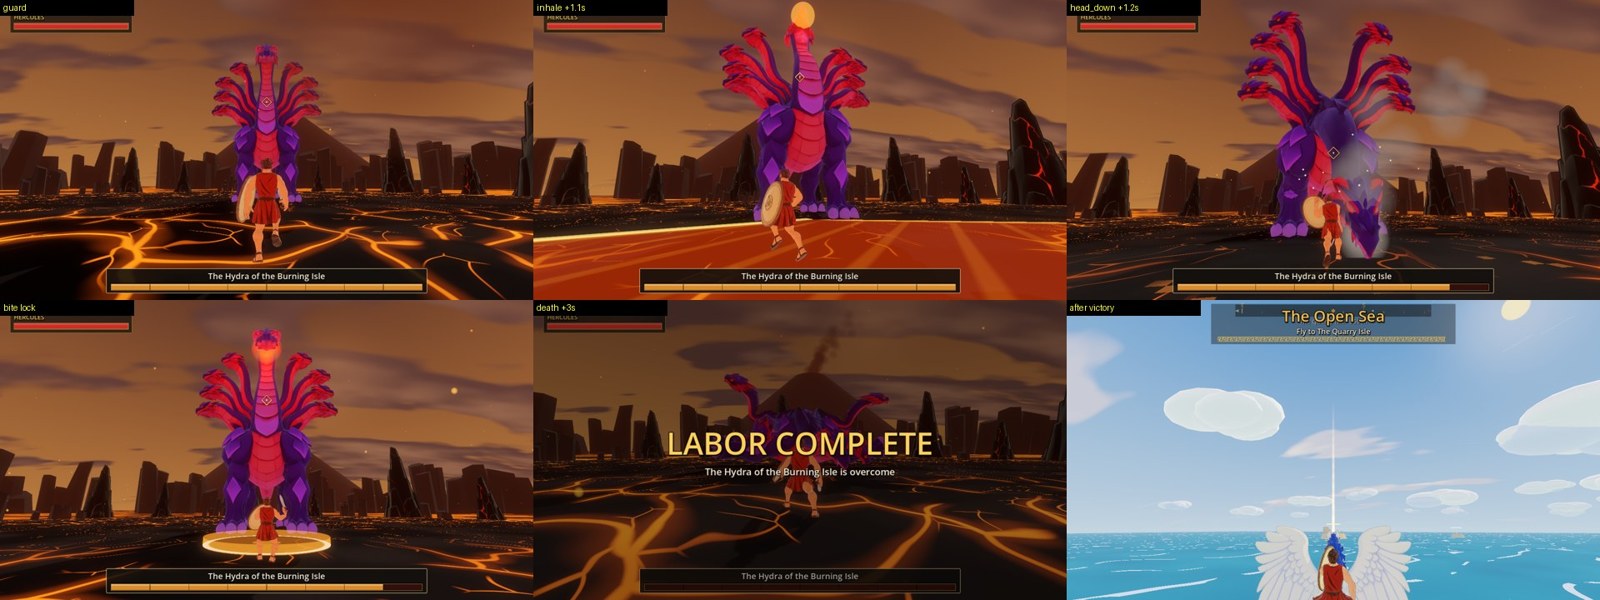 guard
HERCULES
The Hydra of the Burning Isle
inhale +1.1s
HERCULES
The Hydra of the Burning Isle
head_down +1.2s
HERCULES
The Hydra of the Burning Isle
bite lock
HERCULES
The Hydra of the Burning Isle
death +3s
HERCULES
LABOR COMPLETE
The Hydra of the Burning Isle is overcome
The Hydra of the Burning Isle
after victory
The Open Sea
Fly to The Quarry Isle